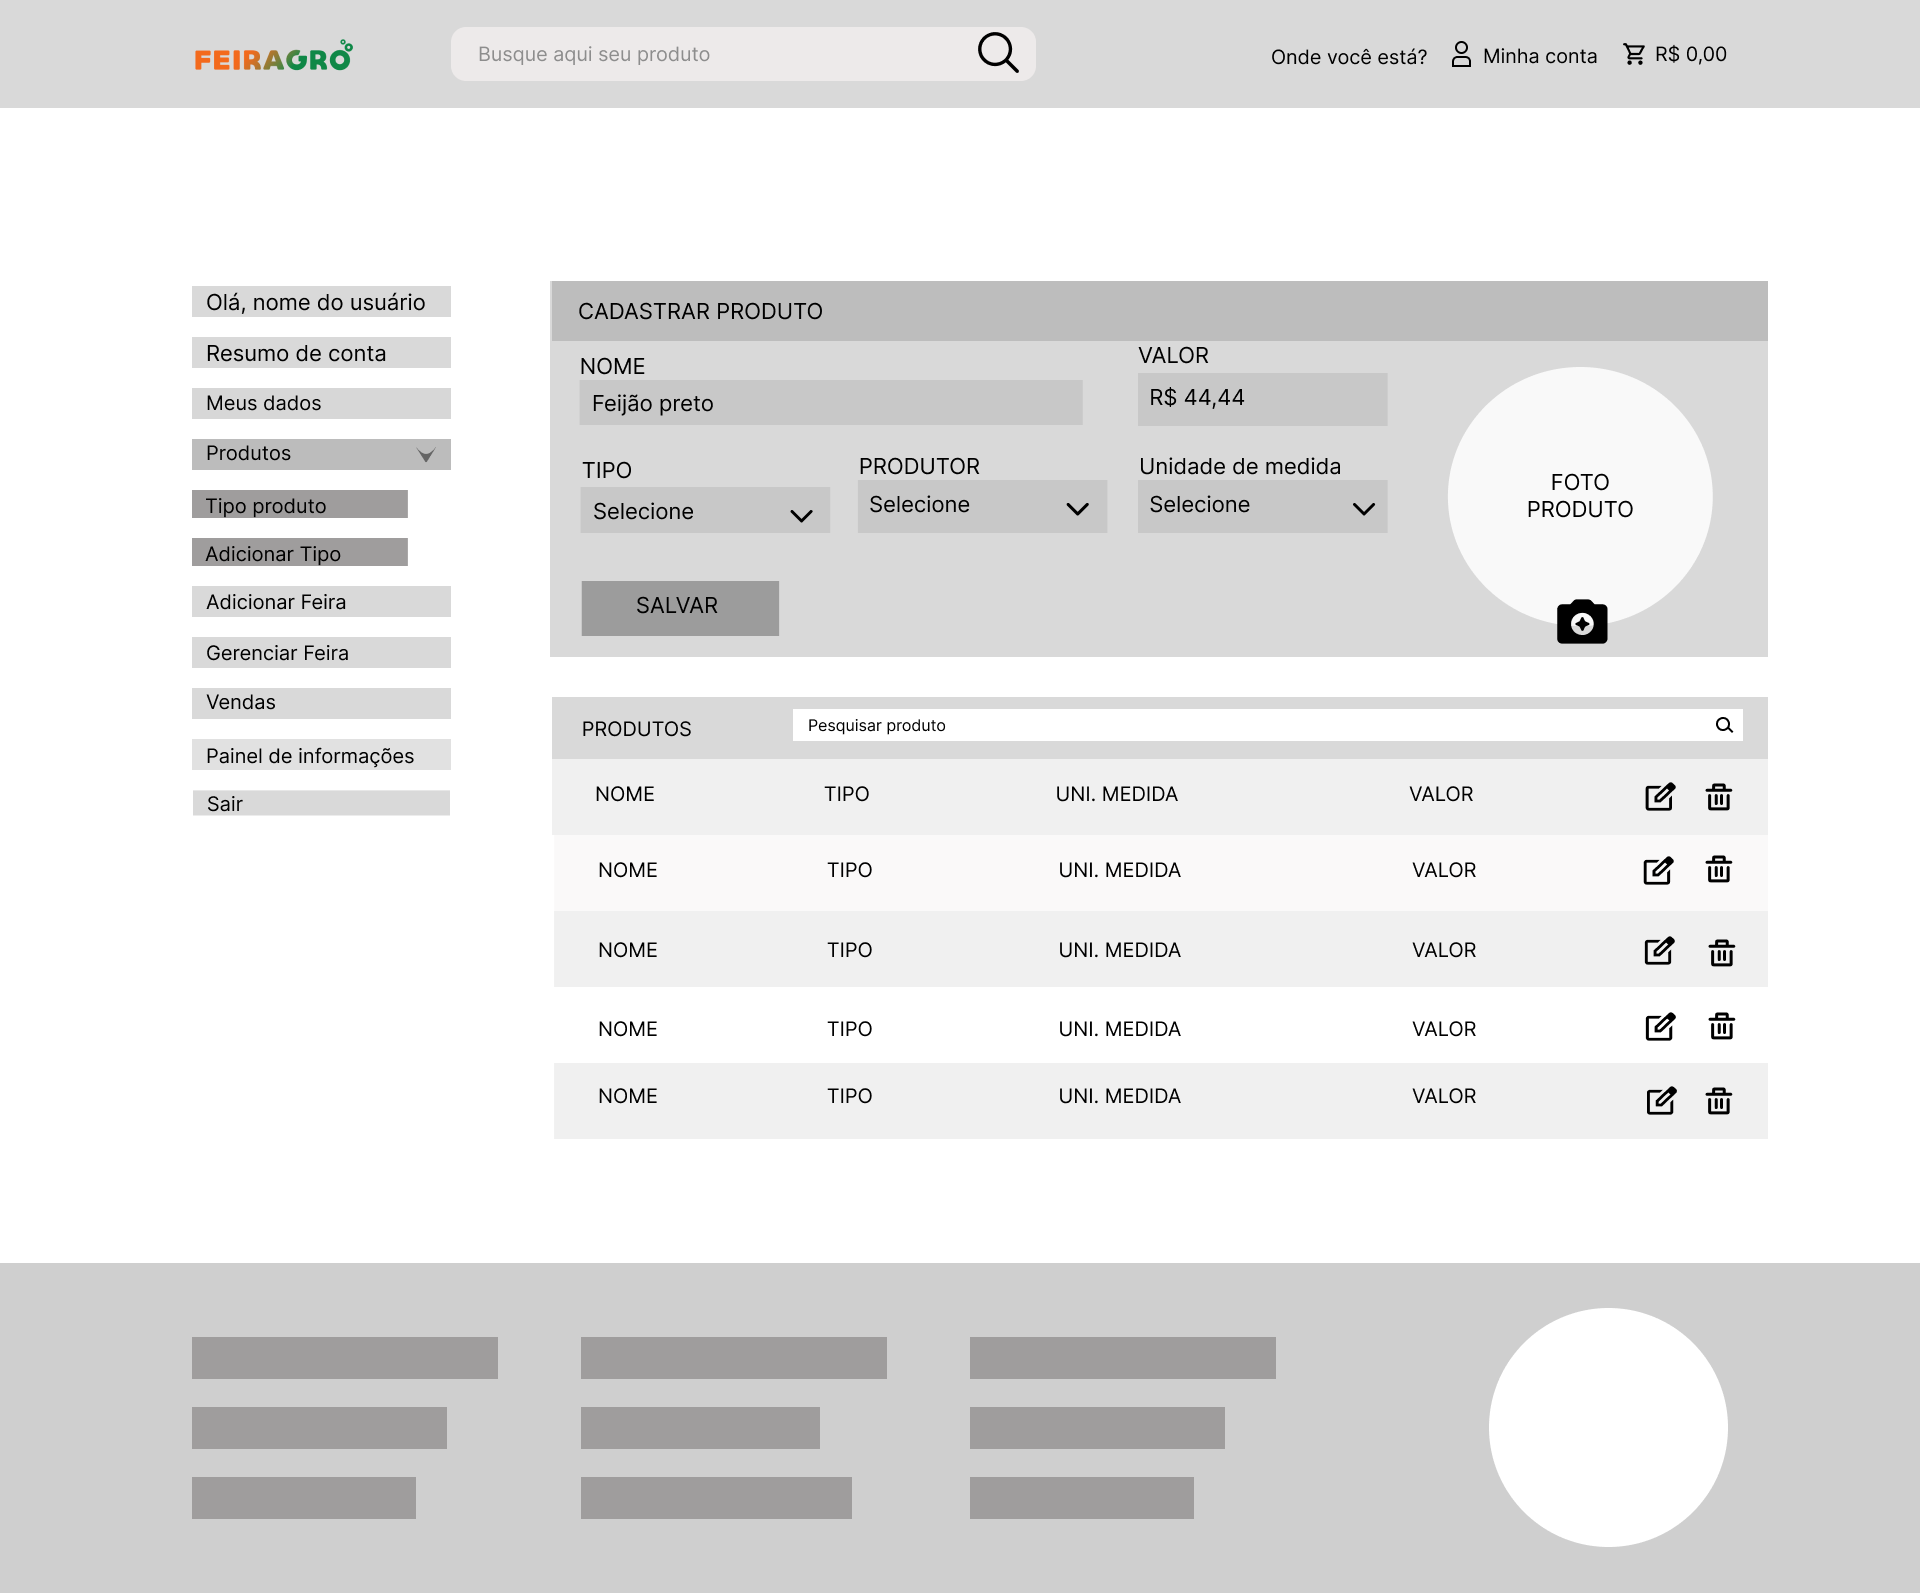 FEIRAGRO
Busque aqui seu produto
Onde você está?
Minha conta
R$ 0,00
Olá, nome do usuário
Resumo de conta
Meus dados
Produtos
Tipo produto
Adicionar Tipo
Adicionar Feira
Gerenciar Feira
Vendas
Painel de informações
Sair
CADASTRAR PRODUTO
NOME
Feijão preto
VALOR
R$ 44,44
TIPO
Selecione
PRODUTOR
Selecione
Unidade de medida
Selecione
FOTO
PRODUTO
SALVAR
PRODUTOS
Pesquisar produto
NOME TIPO UNI. MEDIDA VALOR
NOME TIPO UNI. MEDIDA VALOR
NOME TIPO UNI. MEDIDA VALOR
NOME TIPO UNI. MEDIDA VALOR
NOME TIPO UNI. MEDIDA VALOR